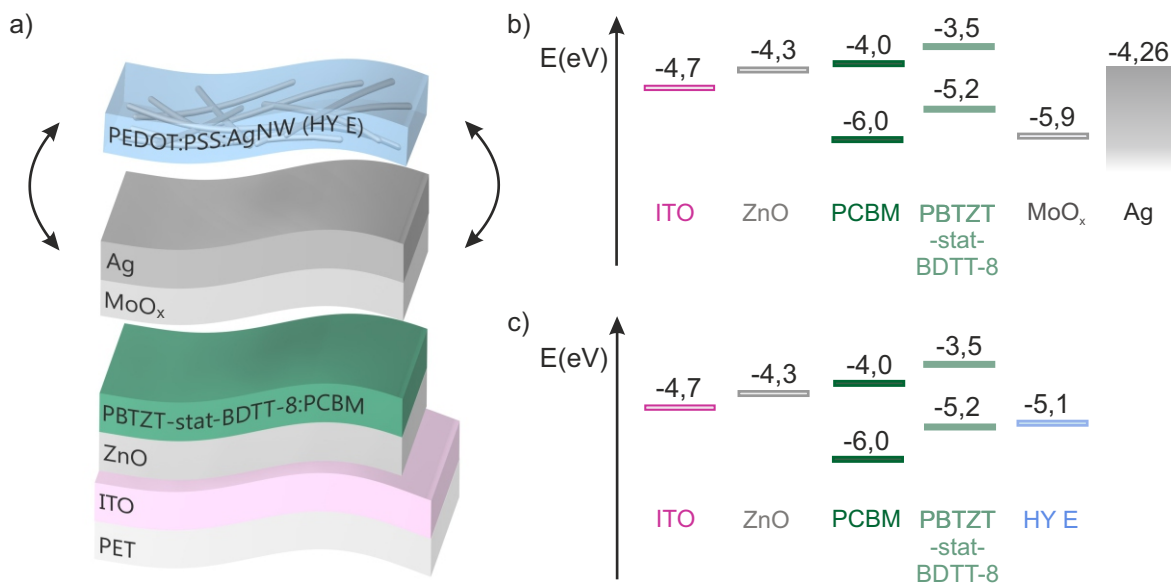 a)
PEDOT:PSS:AgNW (HY E)
Ag
MoOₓ
PBTZT-stat-BDTT-8:PCBM
ZnO
ITO
PET
b)
E(eV)
-4,7
-4,3
-4,0
-6,0
-3,5
-5,2
-5,9
-4,26
ITO
ZnO
PCBM
PBTZT
-stat-
BDTT-8
MoOₓ
Ag
c)
E(eV)
-4,7
-4,3
-4,0
-6,0
-3,5
-5,2
-5,1
ITO
ZnO
PCBM
PBTZT
-stat-
BDTT-8
HY E